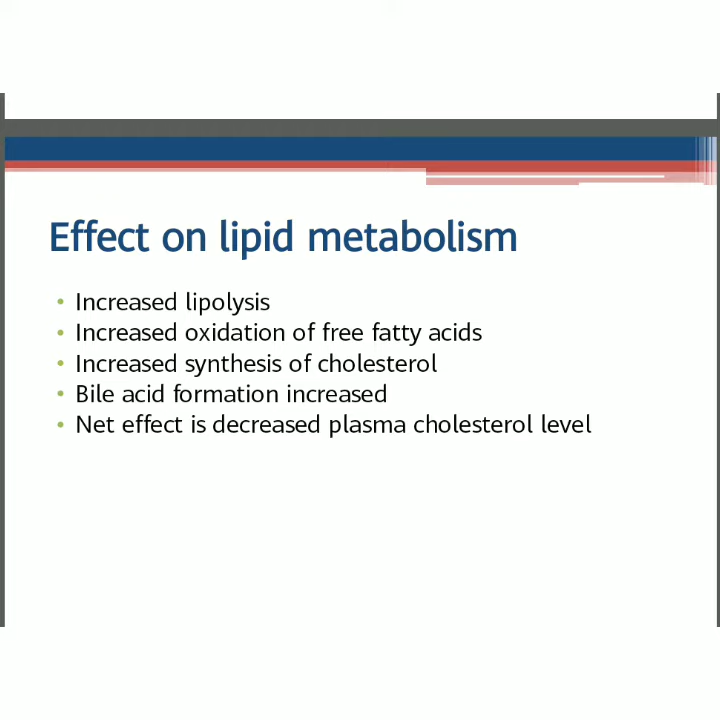 Effect on lipid metabolism
• Increased lipolysis
• Increased oxidation of free fatty acids
• Increased synthesis of cholesterol
• Bile acid formation increased
• Net effect is decreased plasma cholesterol level